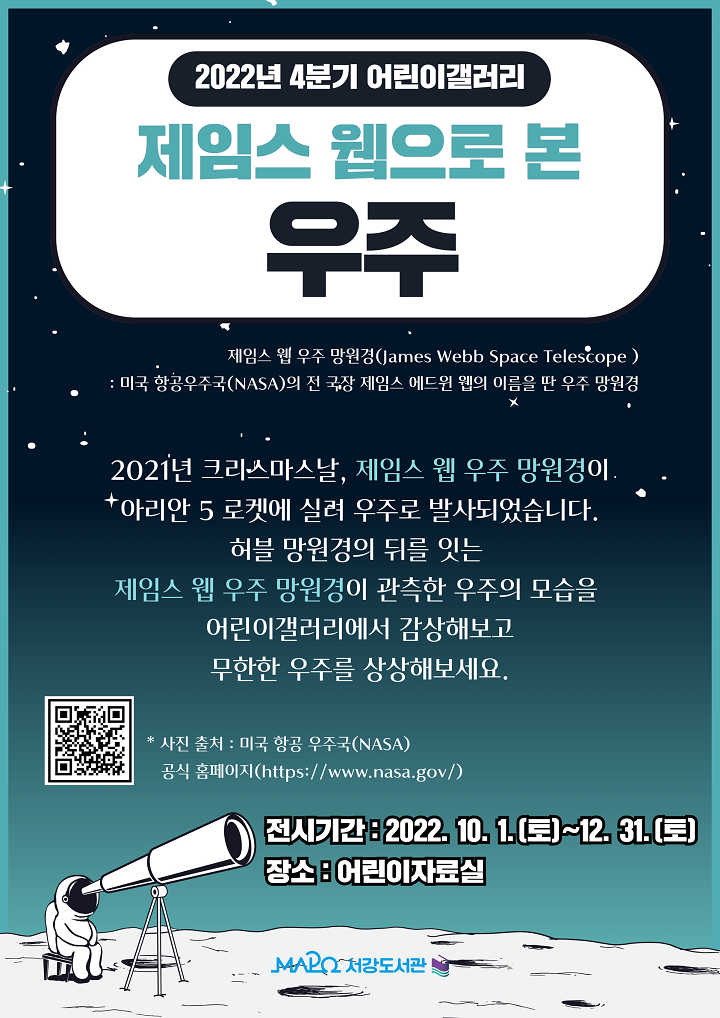 2022년 4분기 어린이갤러리
제임스 웹으로 본
우주
제임스 웹 우주 망원경(James Webb Space Telescope )
: 미국 항공우주국(NASA)의 전 국장 제임스 에드윈 웹의 이름을 딴 우주 망원경
2021년 크리스마스날, 제임스 웹 우주 망원경이
아리안 5 로켓에 실려 우주로 발사되었습니다.
허블 망원경의 뒤를 잇는
제임스 웹 우주 망원경이 관측한 우주의 모습을
어린이갤러리에서 감상해보고
무한한 우주를 상상해보세요.
* 사진 출처 : 미국 항공 우주국(NASA)
공식 홈페이지(https://www.nasa.gov/)
전시기간 : 2022. 10. 1.(토)~12. 31.(토)
장소 : 어린이자료실
MAPO 서강도서관